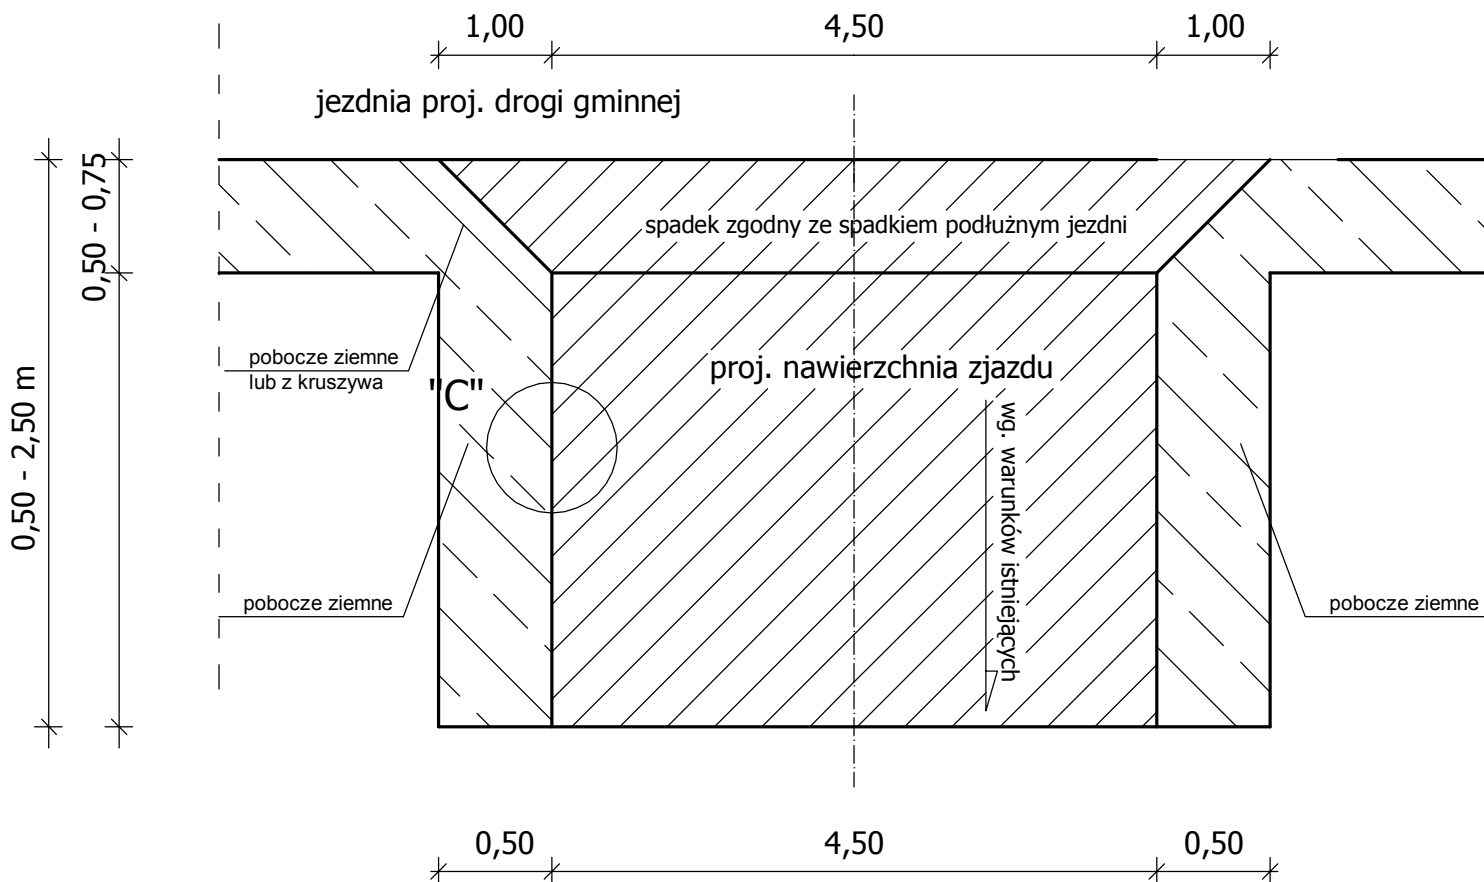 1,00
4,50
1,00
jezdnia proj. drogi gminnej
0,50 - 0,75
spadek zgodny ze spadkiem podłużnym jezdni
pobocze ziemne
lub z kruszywa
"C"
proj. nawierzchnia zjazdu
wg. warunków istniejących
0,50 - 2,50 m
pobocze ziemne
pobocze ziemne
0,50
4,50
0,50